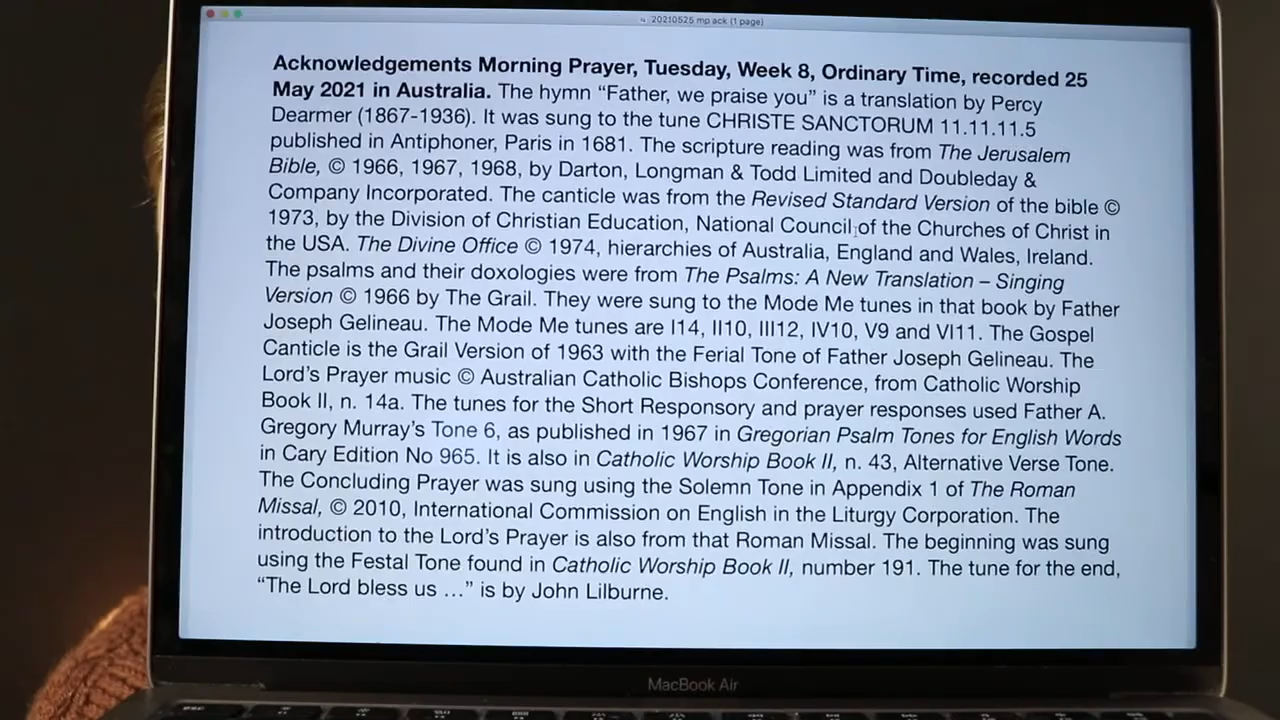 20210525 mp ack (1 page)
Acknowledgements Morning Prayer, Tuesday, Week 8, Ordinary Time, recorded 25
May 2021 in Australia. The hymn “Father, we praise you” is a translation by Percy
Dearmer (1867-1936). It was sung to the tune CHRISTE SANCTORUM 11.11.11.5
published in Antiphoner, Paris in 1681. The scripture reading was from The Jerusalem
Bible, © 1966, 1967, 1968, by Darton, Longman & Todd Limited and Doubleday &
Company Incorporated. The canticle was from the Revised Standard Version of the bible ©
1973, by the Division of Christian Education, National Council of the Churches of Christ in
the USA. The Divine Office © 1974, hierarchies of Australia, England and Wales, Ireland.
The psalms and their doxologies were from The Psalms: A New Translation – Singing
Version © 1966 by The Grail. They were sung to the Mode Me tunes in that book by Father
Joseph Gelineau. The Mode Me tunes are I14, II10, III12, IV10, V9 and VI11. The Gospel
Canticle is the Grail Version of 1963 with the Ferial Tone of Father Joseph Gelineau. The
Lord’s Prayer music © Australian Catholic Bishops Conference, from Catholic Worship
Book II, n. 14a. The tunes for the Short Responsory and prayer responses used Father A.
Gregory Murray’s Tone 6, as published in 1967 in Gregorian Psalm Tones for English Words
in Cary Edition No 965. It is also in Catholic Worship Book II, n. 43, Alternative Verse Tone.
The Concluding Prayer was sung using the Solemn Tone in Appendix 1 of The Roman
Missal, © 2010, International Commission on English in the Liturgy Corporation. The
introduction to the Lord’s Prayer is also from that Roman Missal. The beginning was sung
using the Festal Tone found in Catholic Worship Book II, number 191. The tune for the end,
“The Lord bless us …” is by John Lilburne.
MacBook Air